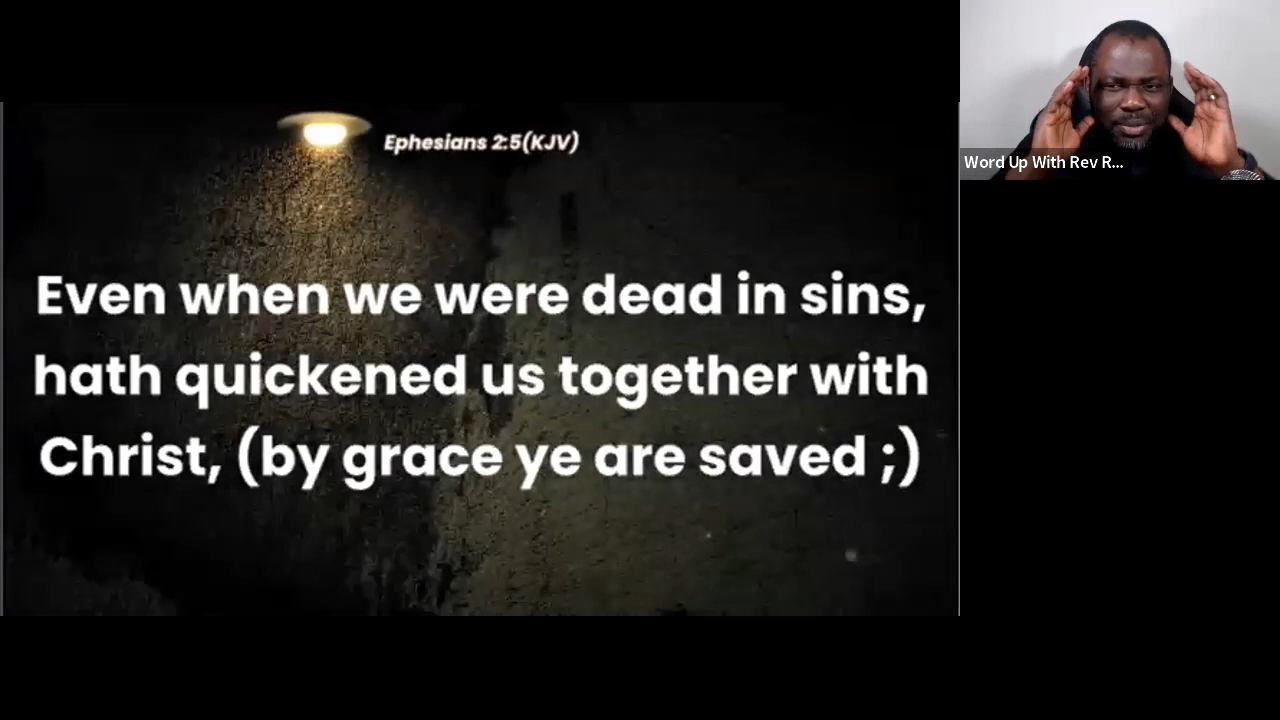 Ephesians 2:5(KJV)
Even when we were dead in sins,
hath quickened us together with
Christ, (by grace ye are saved ;)
Word Up With Rev R...